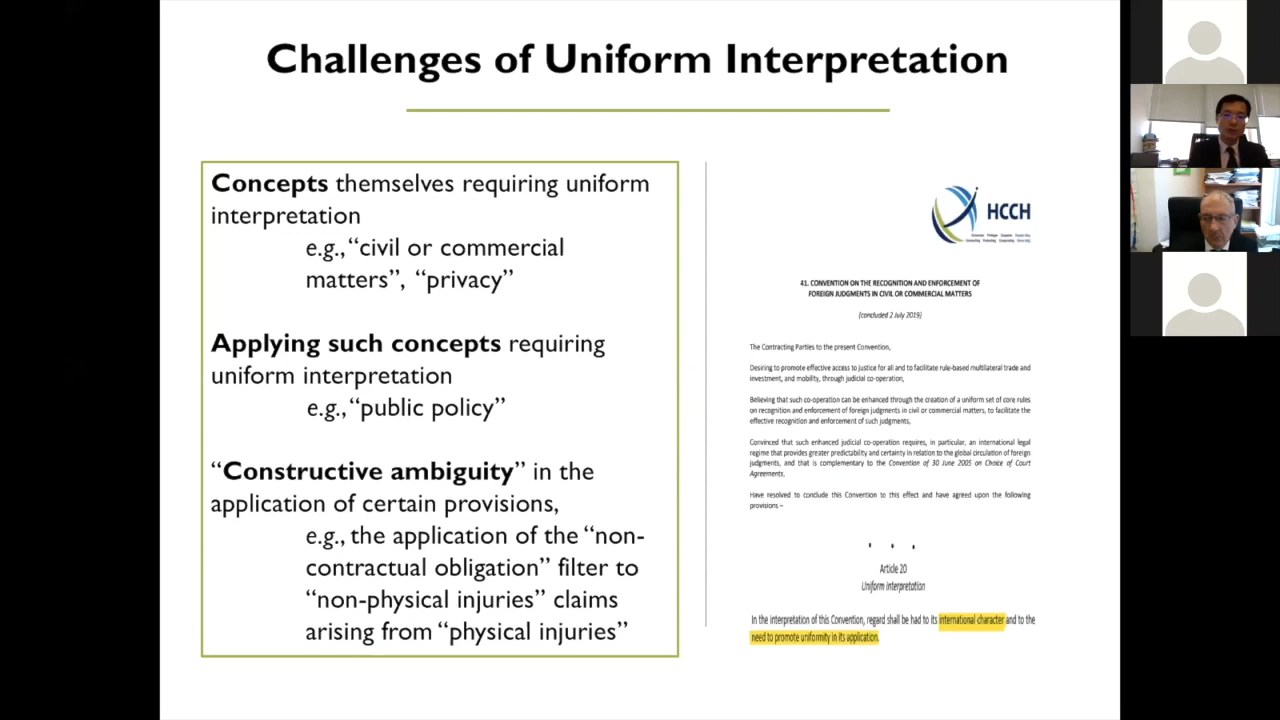 Challenges of Uniform Interpretation
Concepts themselves requiring uniform
interpretation
e.g., “civil or commercial
matters”, “privacy”
Applying such concepts requiring
uniform interpretation
e.g., “public policy”
“Constructive ambiguity” in the
application of certain provisions,
e.g., the application of the “non-
contractual obligation” filter to
“non-physical injuries” claims
arising from “physical injuries”
HCCH
41. CONVENTION ON THE RECOGNITION AND ENFORCEMENT OF
FOREIGN JUDGMENTS IN CIVIL OR COMMERCIAL MATTERS
(concluded 2 July 2019)
The Contracting Parties to the present Convention,
Desiring to promote effective access to justice for all and to facilitate rule-based multilateral trade and
investment, and mobility, through judicial co-operation,
Believing that such co-operation can be enhanced through the creation of a uniform set of core rules
on recognition and enforcement of foreign judgments in civil or commercial matters, to facilitate the
effective recognition and enforcement of such judgments,
Convinced that such enhanced judicial co-operation requires, in particular, an international legal
regime that provides greater predictability and certainty in relation to the global circulation of foreign
judgments, and that is complementary to the Convention of 30 June 2005 on Choice of Court
Agreements,
Have resolved to conclude this Convention to this effect and have agreed upon the following
provisions –
. . .
Article 20
Uniform interpretation
In the interpretation of this Convention, regard shall be had to its international character and to the
need to promote uniformity in its application.